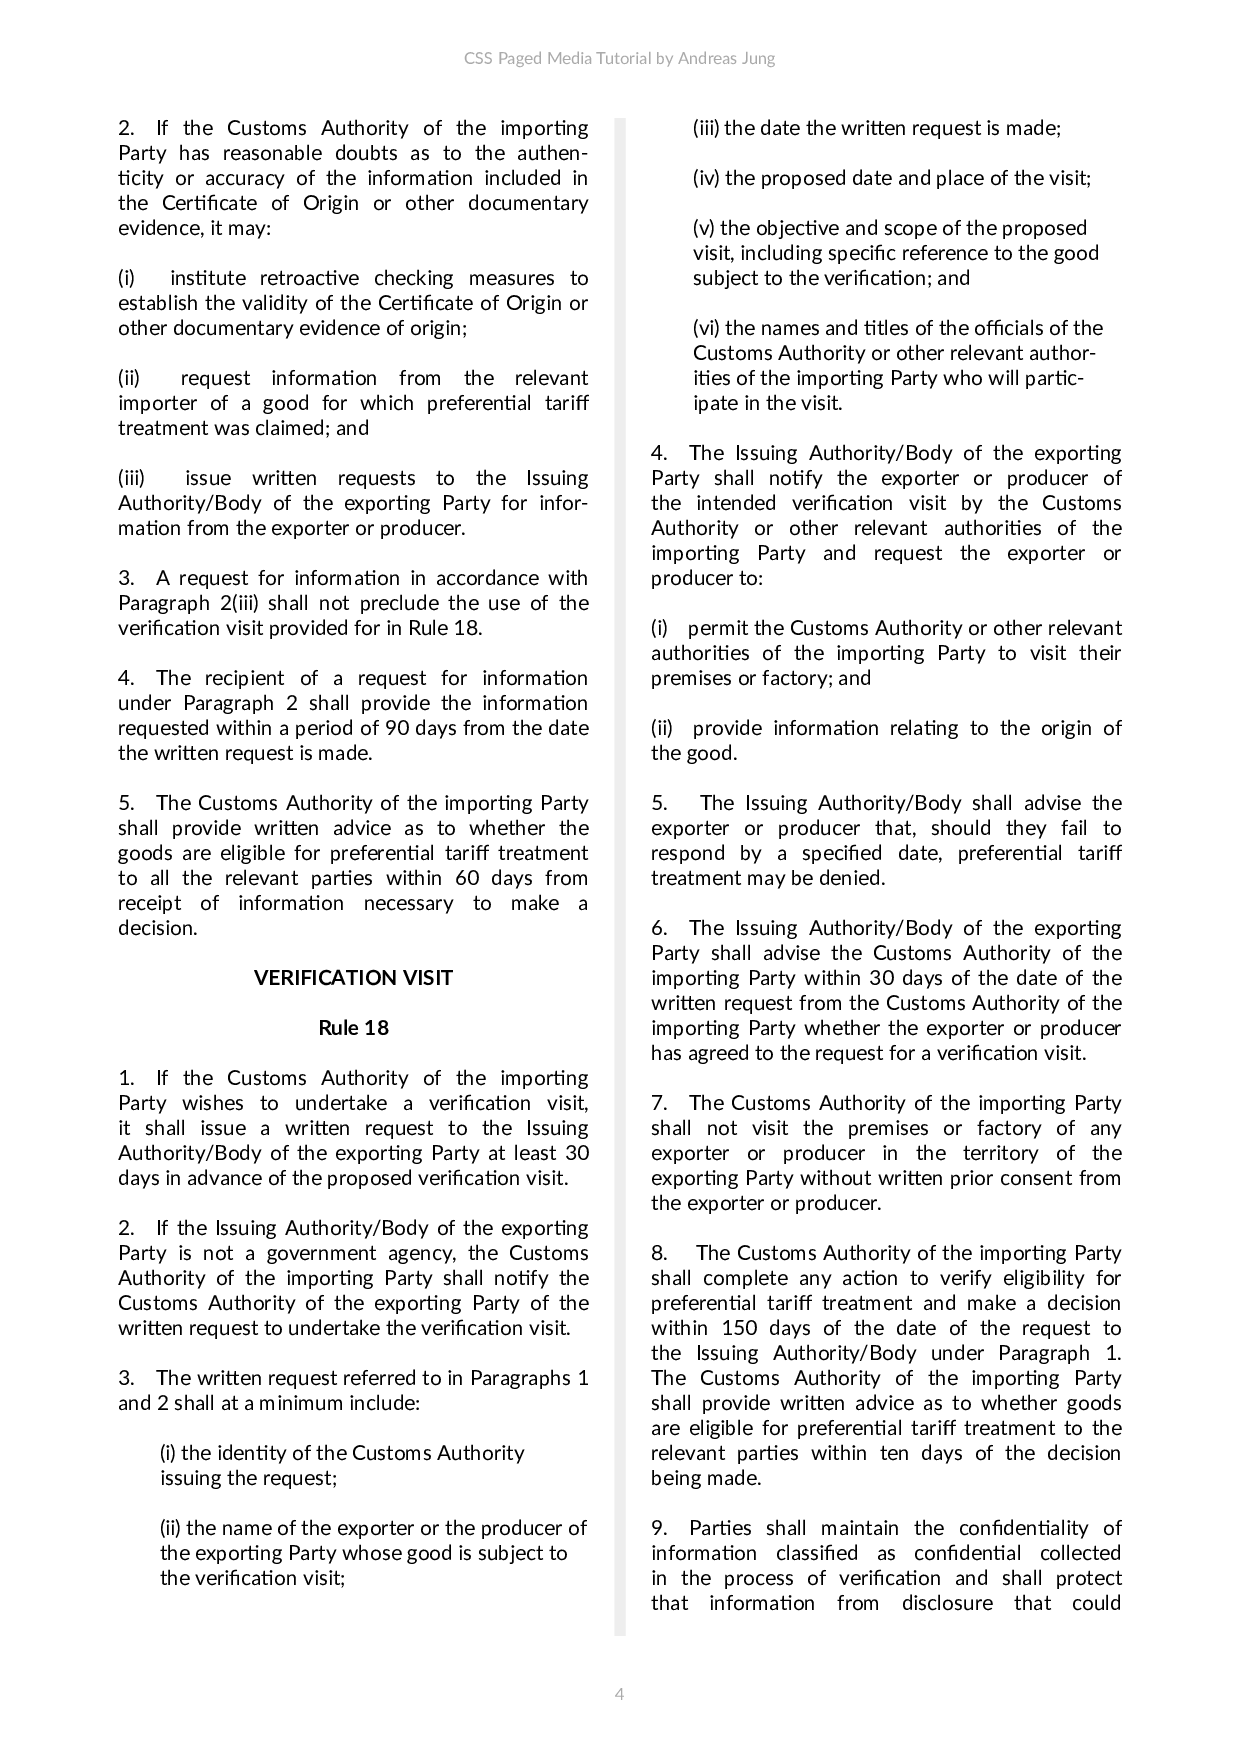 CSS Paged Media Tutorial by Andreas Jung
2. If the Customs Authority of the importing
Party has reasonable doubts as to the authen-
ticity or accuracy of the information included in
the Certificate of Origin or other documentary
evidence, it may:
(i) institute retroactive checking measures to
establish the validity of the Certificate of Origin or
other documentary evidence of origin;
(ii) request information from the relevant
importer of a good for which preferential tariff
treatment was claimed; and
(iii) issue written requests to the Issuing
Authority/Body of the exporting Party for infor-
mation from the exporter or producer.
3. A request for information in accordance with
Paragraph 2(iii) shall not preclude the use of the
verification visit provided for in Rule 18.
4. The recipient of a request for information
under Paragraph 2 shall provide the information
requested within a period of 90 days from the date
the written request is made.
5. The Customs Authority of the importing Party
shall provide written advice as to whether the
goods are eligible for preferential tariff treatment
to all the relevant parties within 60 days from
receipt of information necessary to make a
decision.
VERIFICATION VISIT
Rule 18
1. If the Customs Authority of the importing
Party wishes to undertake a verification visit,
it shall issue a written request to the Issuing
Authority/Body of the exporting Party at least 30
days in advance of the proposed verification visit.
2. If the Issuing Authority/Body of the exporting
Party is not a government agency, the Customs
Authority of the importing Party shall notify the
Customs Authority of the exporting Party of the
written request to undertake the verification visit.
3. The written request referred to in Paragraphs 1
and 2 shall at a minimum include:
(i) the identity of the Customs Authority
issuing the request;
(ii) the name of the exporter or the producer of
the exporting Party whose good is subject to
the verification visit;
(iii) the date the written request is made;
(iv) the proposed date and place of the visit;
(v) the objective and scope of the proposed
visit, including specific reference to the good
subject to the verification; and
(vi) the names and titles of the officials of the
Customs Authority or other relevant author-
ities of the importing Party who will partic-
ipate in the visit.
4. The Issuing Authority/Body of the exporting
Party shall notify the exporter or producer of
the intended verification visit by the Customs
Authority or other relevant authorities of the
importing Party and request the exporter or
producer to:
(i) permit the Customs Authority or other relevant
authorities of the importing Party to visit their
premises or factory; and
(ii) provide information relating to the origin of
the good.
5. The Issuing Authority/Body shall advise the
exporter or producer that, should they fail to
respond by a specified date, preferential tariff
treatment may be denied.
6. The Issuing Authority/Body of the exporting
Party shall advise the Customs Authority of the
importing Party within 30 days of the date of the
written request from the Customs Authority of the
importing Party whether the exporter or producer
has agreed to the request for a verification visit.
7. The Customs Authority of the importing Party
shall not visit the premises or factory of any
exporter or producer in the territory of the
exporting Party without written prior consent from
the exporter or producer.
8. The Customs Authority of the importing Party
shall complete any action to verify eligibility for
preferential tariff treatment and make a decision
within 150 days of the date of the request to
the Issuing Authority/Body under Paragraph 1.
The Customs Authority of the importing Party
shall provide written advice as to whether goods
are eligible for preferential tariff treatment to the
relevant parties within ten days of the decision
being made.
9. Parties shall maintain the confidentiality of
information classified as confidential collected
in the process of verification and shall protect
that information from disclosure that could
4